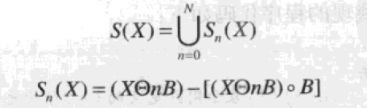 S(X) = ⋃_{n=0}^{N} S_n(X)
S_n(X) = (XΘnB) − [(XΘnB) ∘ B]